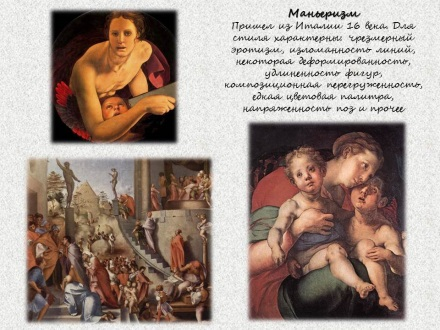 Маньеризм
Пришел из Италии 16 века. Для
стиля характерны чрезмерный
эротизм, изломанность линий,
некоторая деформированность,
удлиненность фигур,
композиционная перегруженность,
едкая цветовая палитра,
напряженность поз и прочее